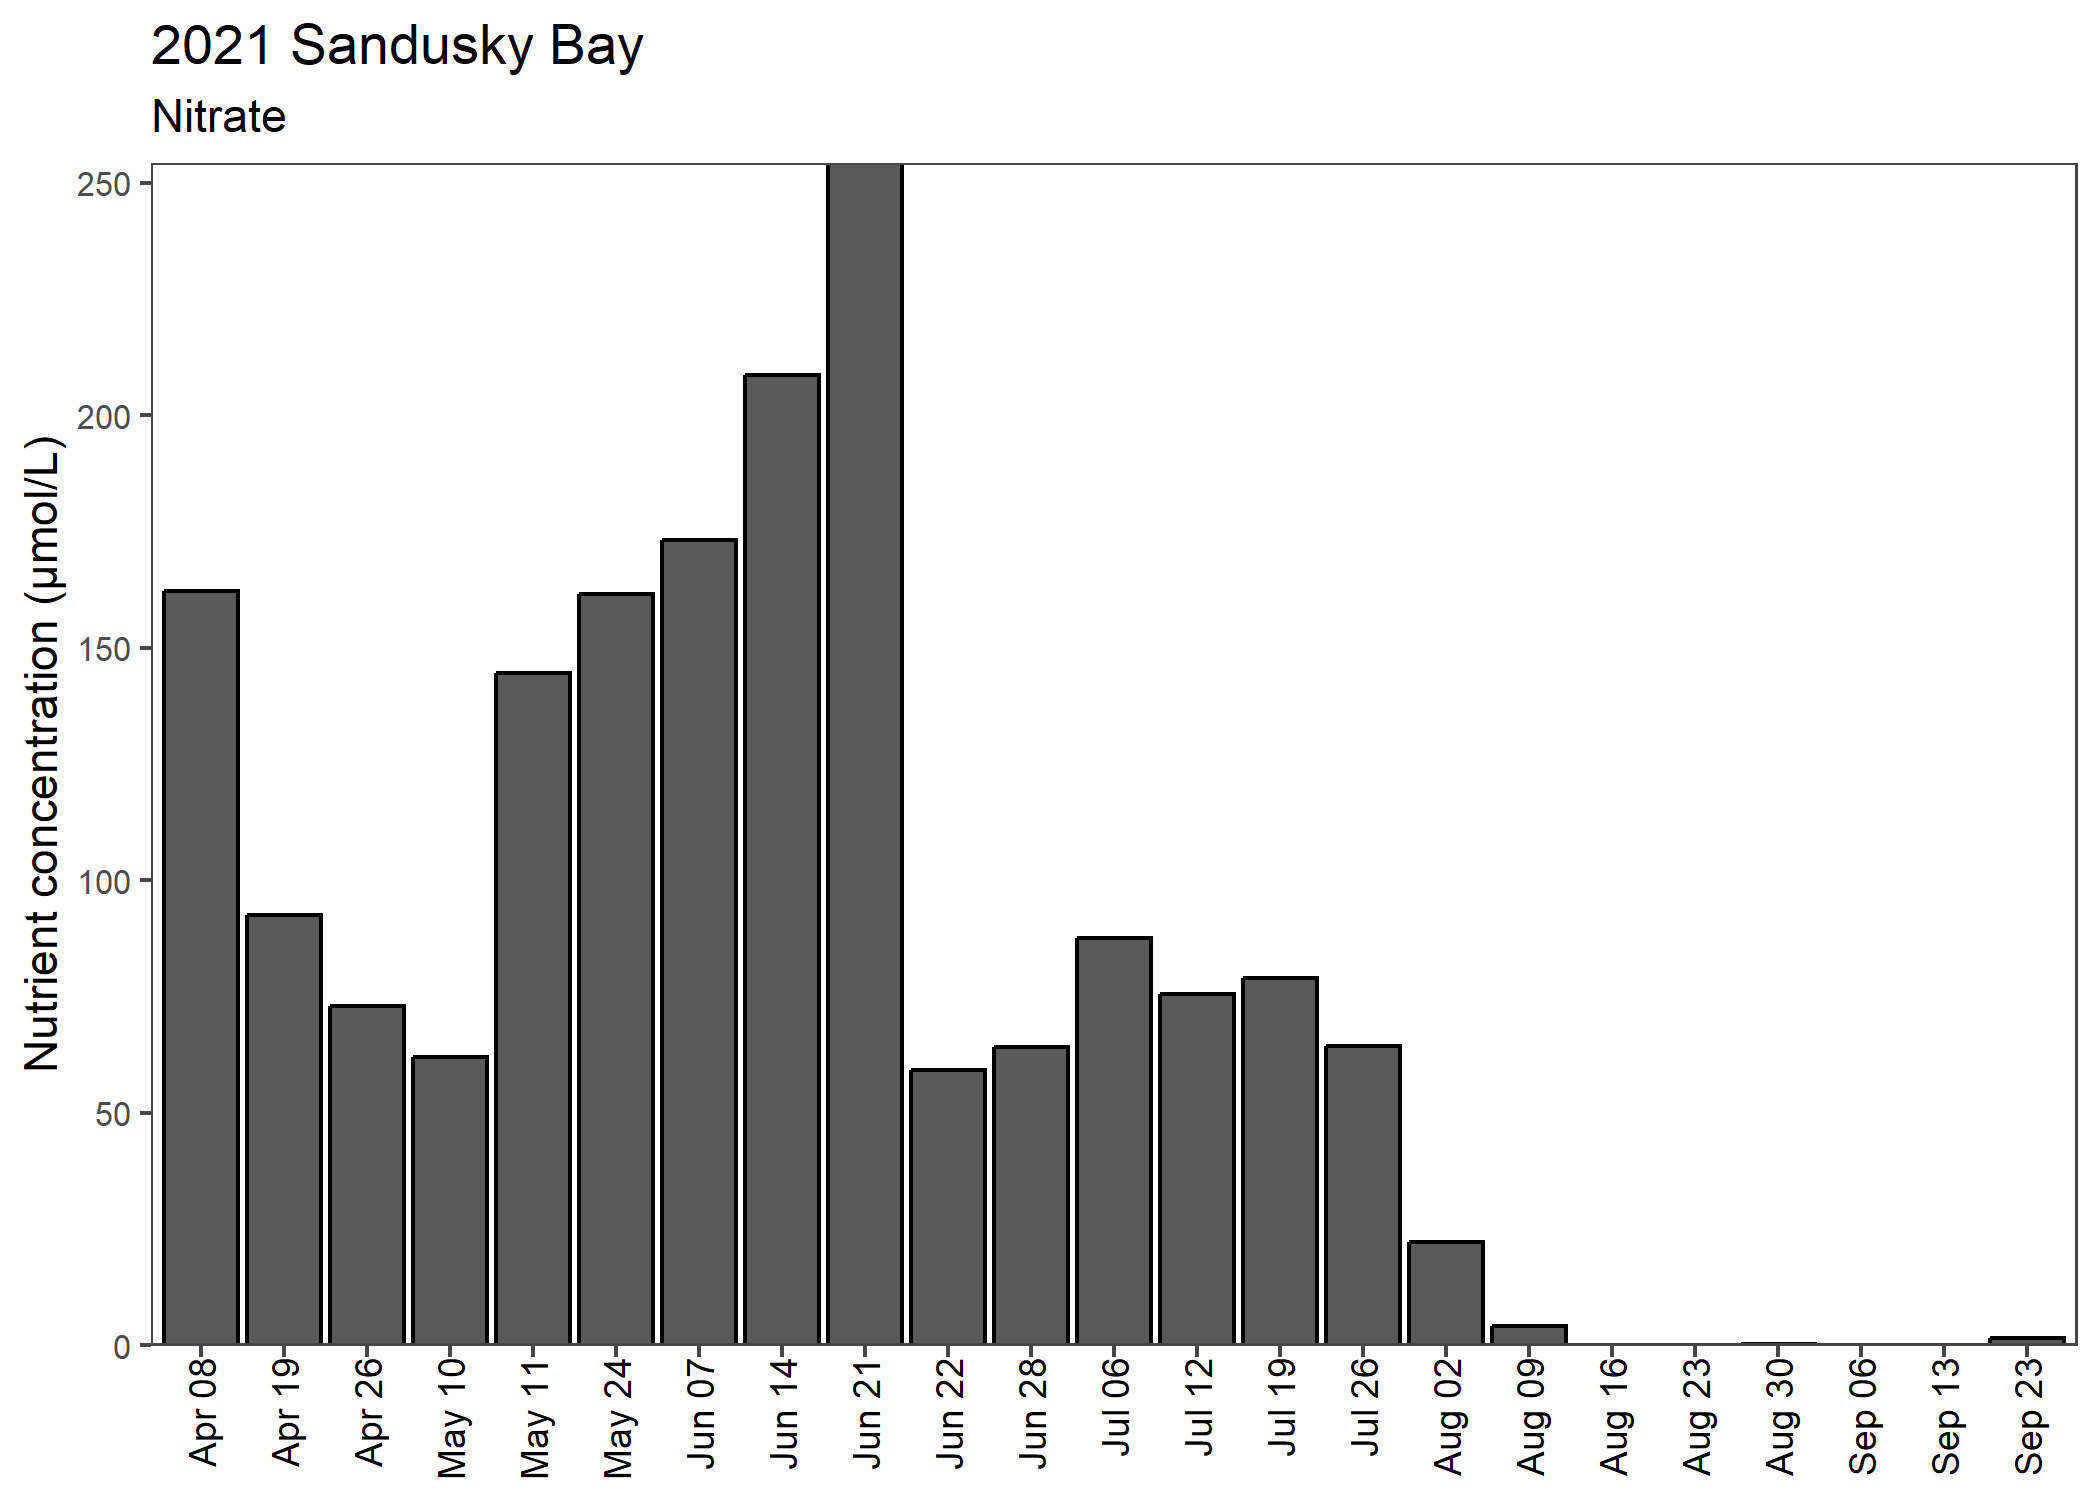 2021 Sandusky Bay
Nitrate
Nutrient concentration (µmol/L)
250
200
150
100
50
0
Apr 08
Apr 19
Apr 26
May 10
May 11
May 24
Jun 07
Jun 14
Jun 21
Jun 22
Jun 28
Jul 06
Jul 12
Jul 19
Jul 26
Aug 02
Aug 09
Aug 16
Aug 23
Aug 30
Sep 06
Sep 13
Sep 23